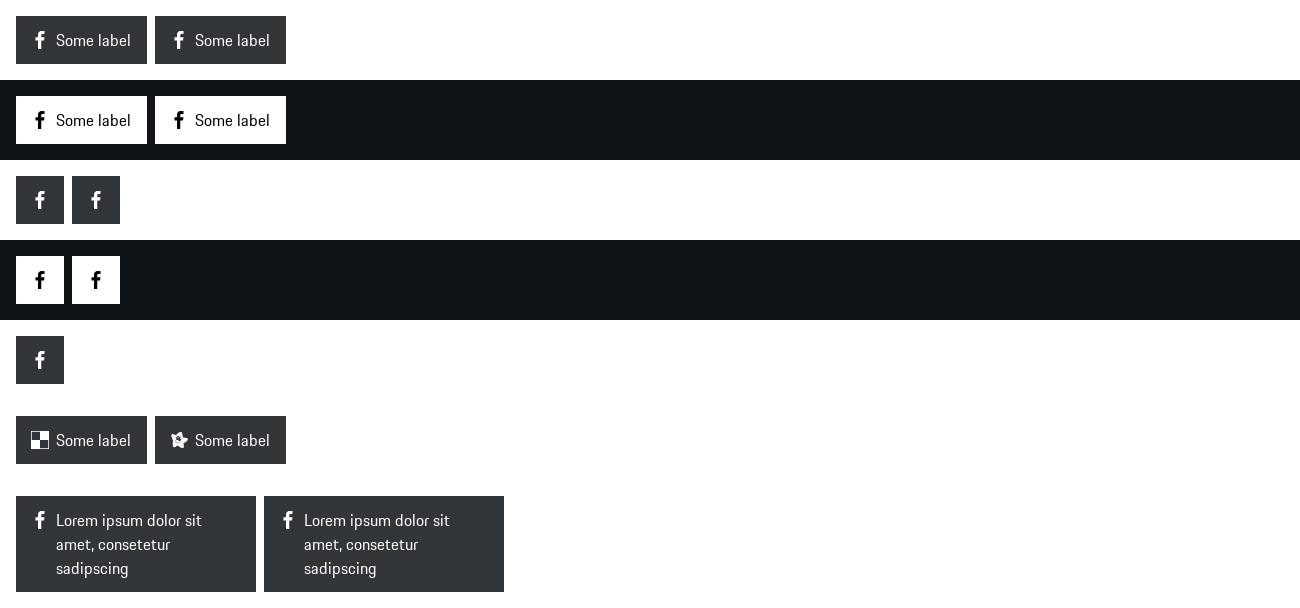 Some label Some label
Some label Some label
Some label Some label
Lorem ipsum dolor sit
amet, consetetur
sadipscing
Lorem ipsum dolor sit
amet, consetetur
sadipscing